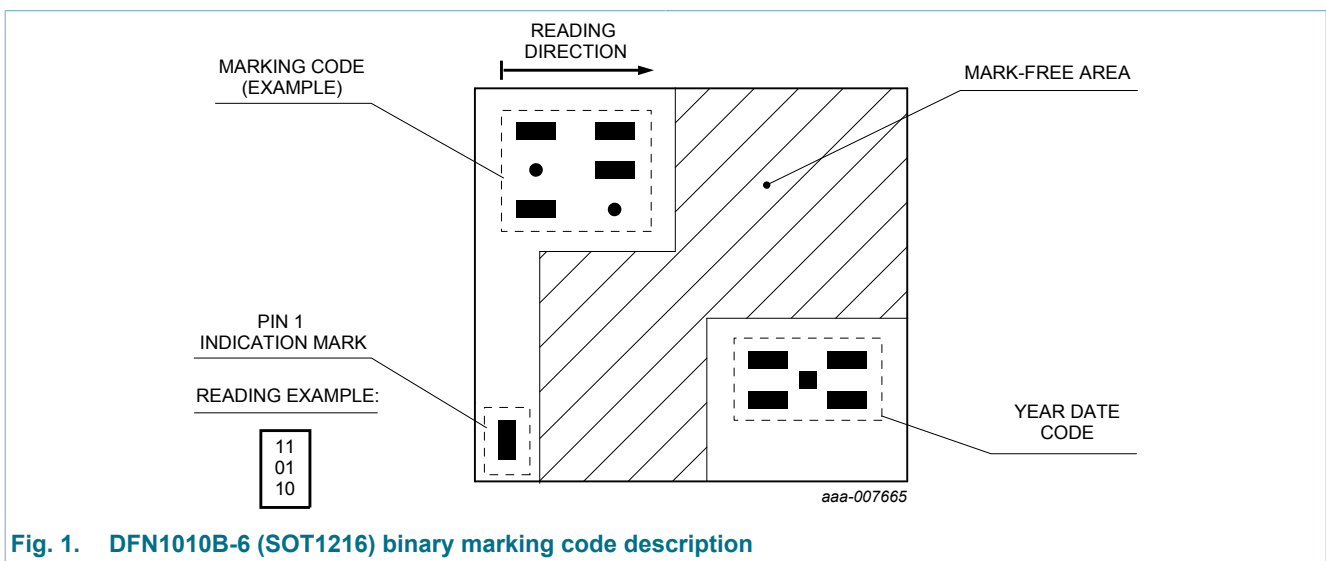 READING
DIRECTION
MARKING CODE
(EXAMPLE)
MARK-FREE AREA
PIN 1
INDICATION MARK
READING EXAMPLE:
11
01
10
YEAR DATE
CODE
aaa-007665
Fig. 1. DFN1010B-6 (SOT1216) binary marking code description